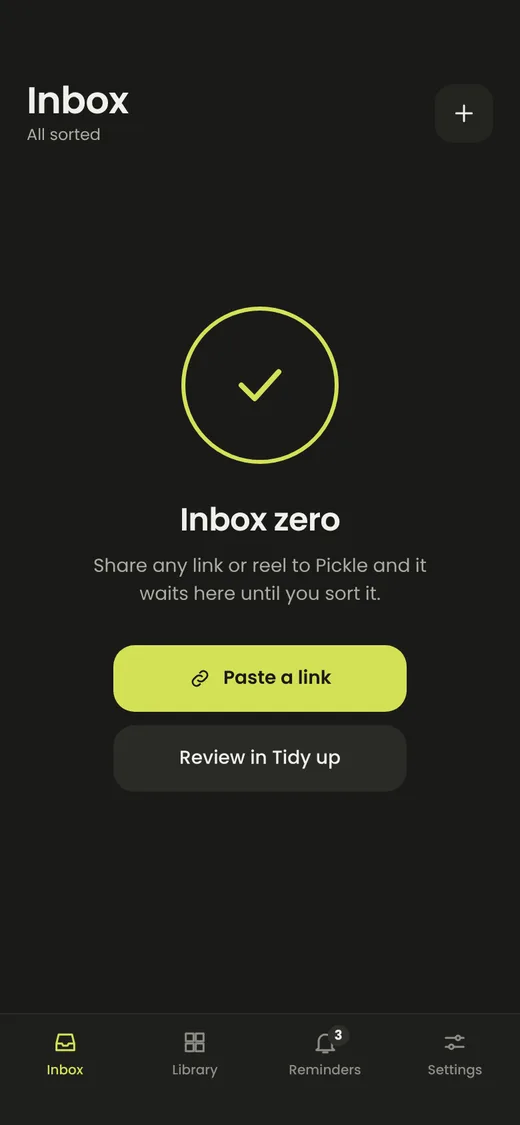 Inbox
All sorted
Inbox zero
Share any link or reel to Pickle and it
waits here until you sort it.
Paste a link
Review in Tidy up
3
Inbox
Library
Reminders
Settings